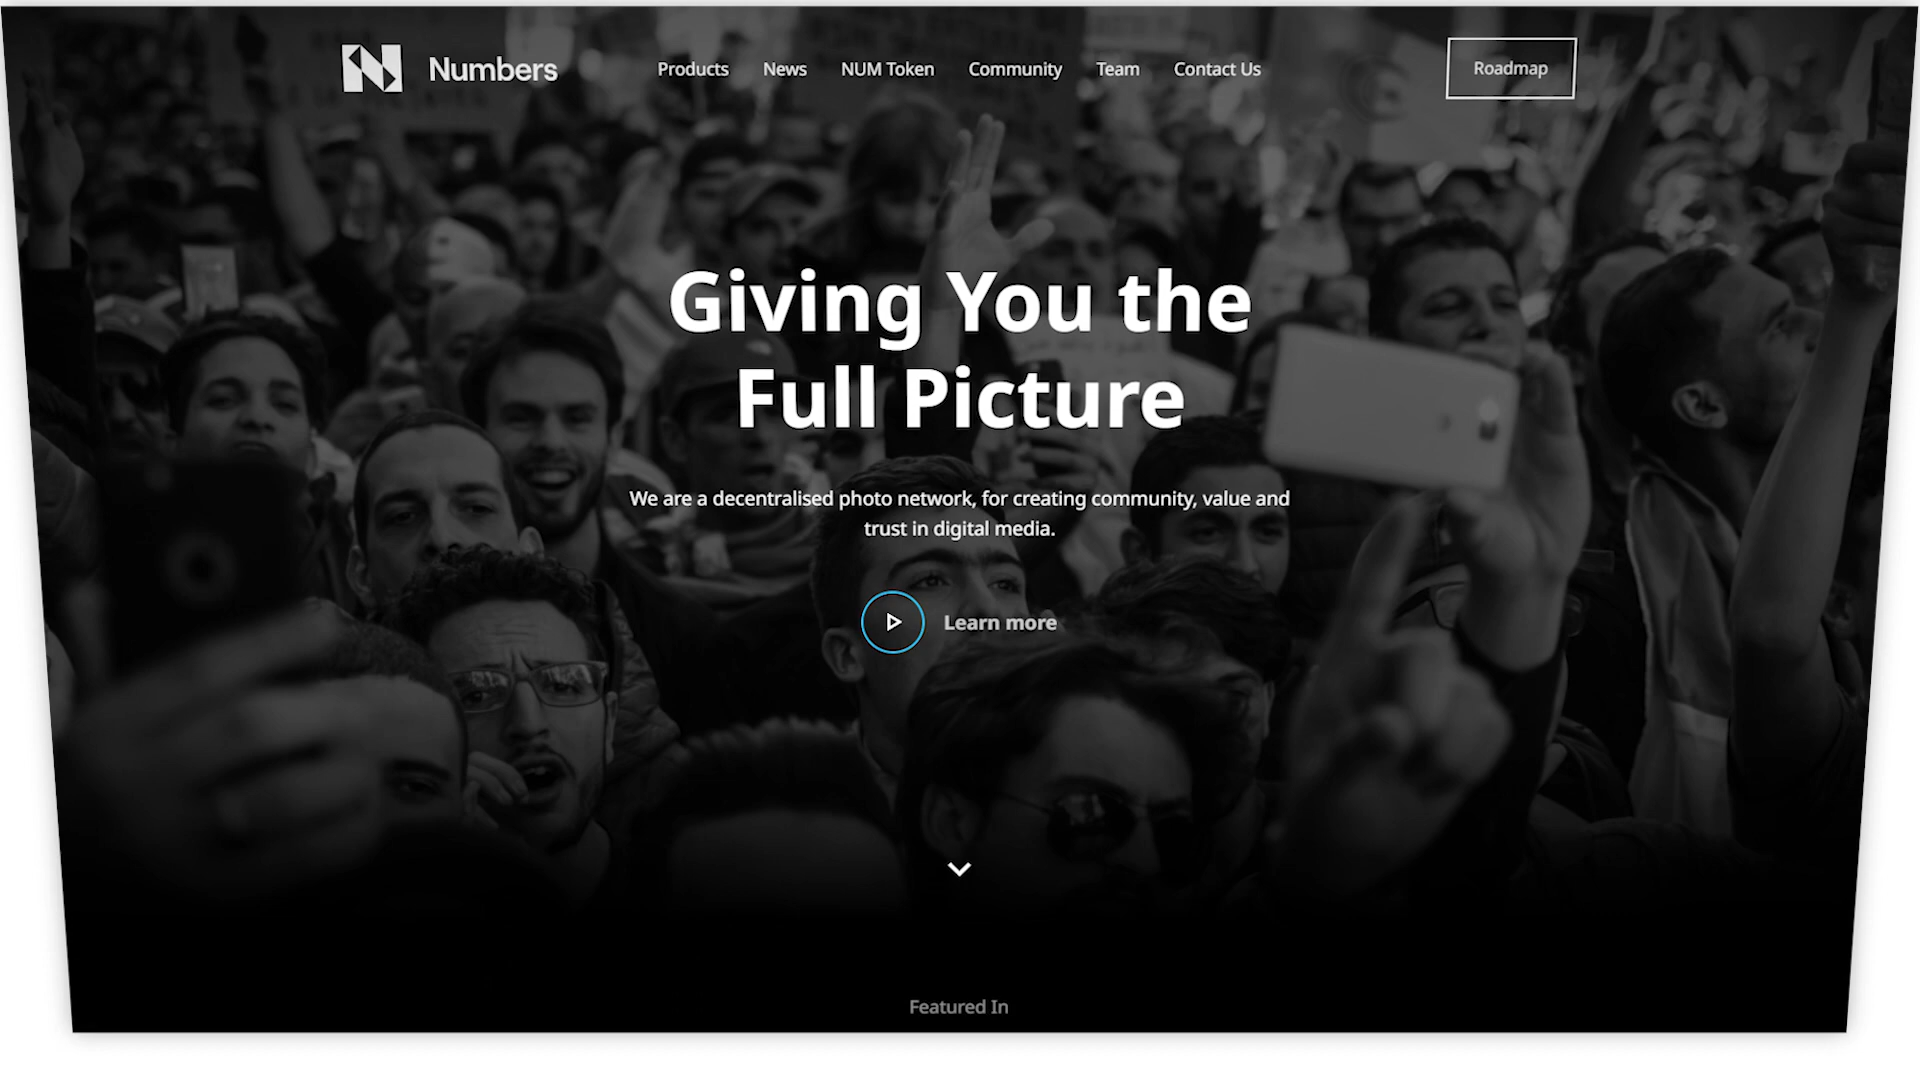 Numbers
Products News NUM Token Community Team Contact Us Roadmap
Giving You the
Full Picture
We are a decentralised photo network, for creating community, value and
trust in digital media.
Learn more
Featured In